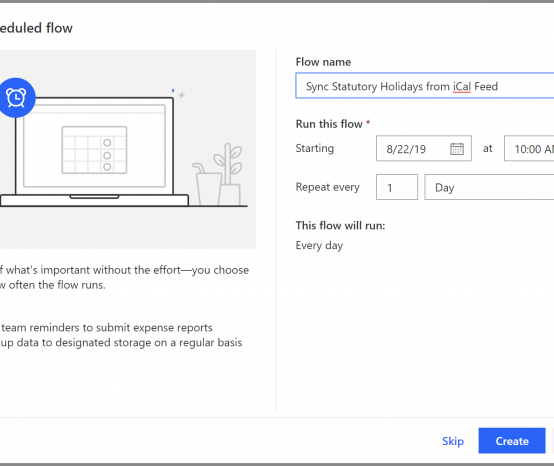 eduled flow
Flow name
Sync Statutory Holidays from iCal Feed
Run this flow *
Starting 8/22/19 at 10:00 AM
Repeat every 1 Day
This flow will run:
Every day
f what's important without the effort—you choose
w often the flow runs.
team reminders to submit expense reports
up data to designated storage on a regular basis
Skip Create